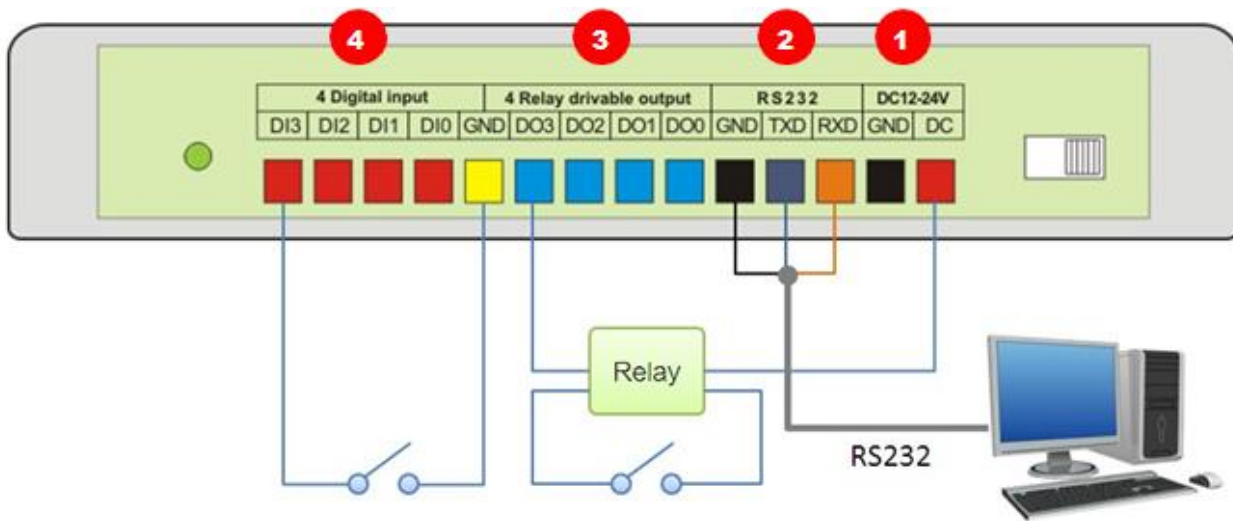 4 3 2 1
4 Digital input 4 Relay drivable output RS232 DC12-24V
DI3 DI2 DI1 DI0 GND DO3 DO2 DO1 DO0 GND TXD RXD GND DC
Relay
RS232